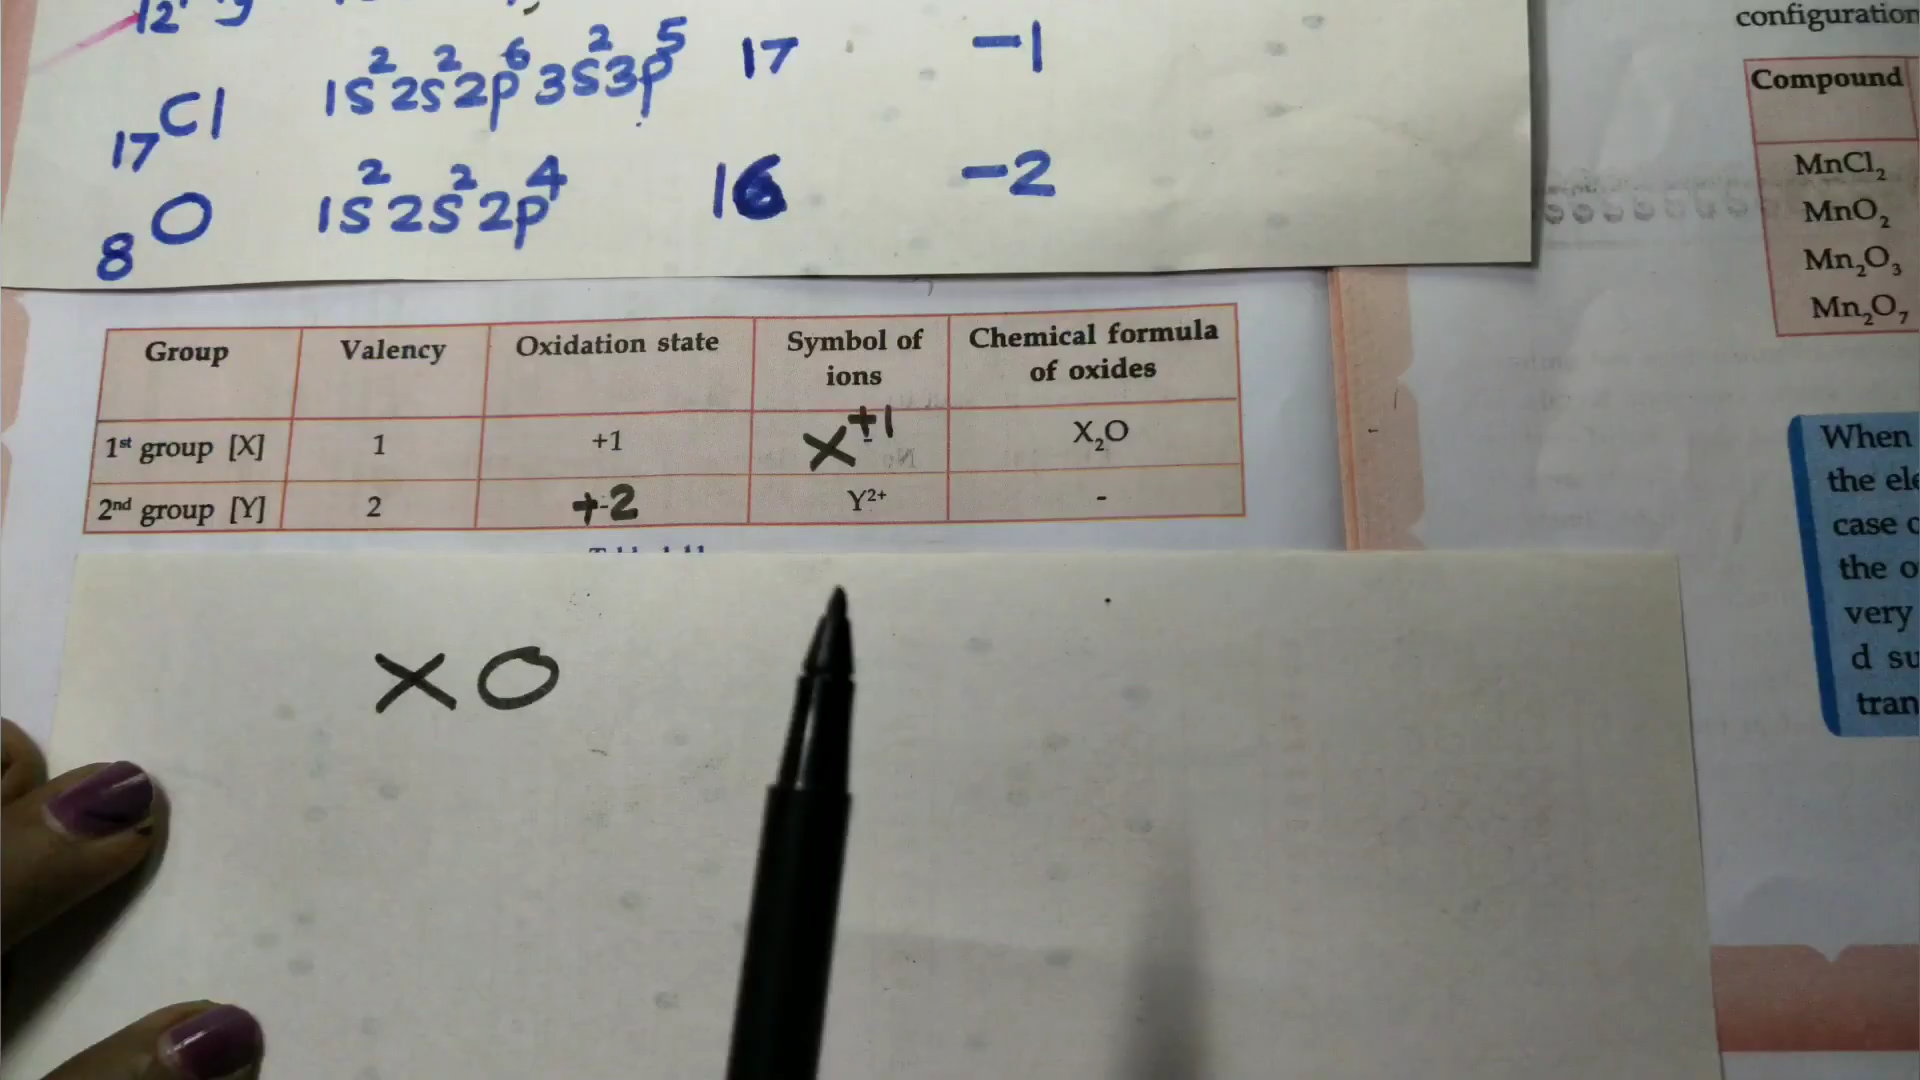 12
1s² 2s² 2p⁶ 3s² 3p⁵ 17 -1
17Cl
8O 1s² 2s² 2p⁴ 16 -2
Group Valency Oxidation state Symbol of ions Chemical formula of oxides
1st group [X] 1 +1 X⁺¹ X₂O
2nd group [Y] 2 +2 Y²⁺ -
XO
configuration
Compound
MnCl₂
MnO₂
Mn₂O₃
Mn₂O₇
When
the ele
case o
the o
very
d su
tran